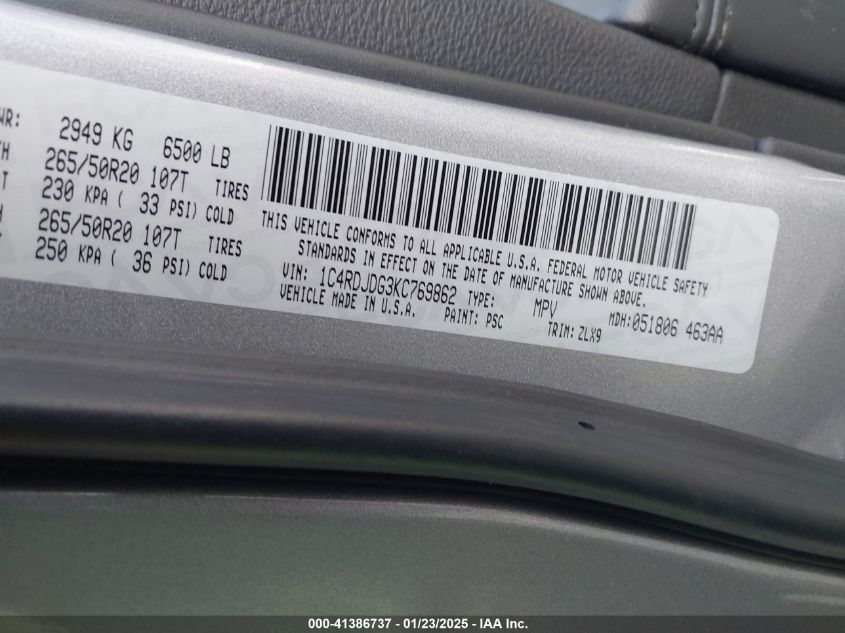 WR: 2949 KG 6500 LB
TH 265/50R20 107T TIRES
T 230 KPA ( 33 PSI) COLD
H 265/50R20 107T TIRES
250 KPA ( 36 PSI) COLD
THIS VEHICLE CONFORMS TO ALL APPLICABLE U.S.A. FEDERAL MOTOR VEHICLE SAFETY
STANDARDS IN EFFECT ON THE DATE OF MANUFACTURE SHOWN ABOVE.
VIN: 1C4RDJDG3KC769862 TYPE: MPV MDH:051806 463AA
VEHICLE MADE IN U.S.A. PAINT: PSC TRIM: ZLX9
000-41386737 - 01/23/2025 - IAA Inc.